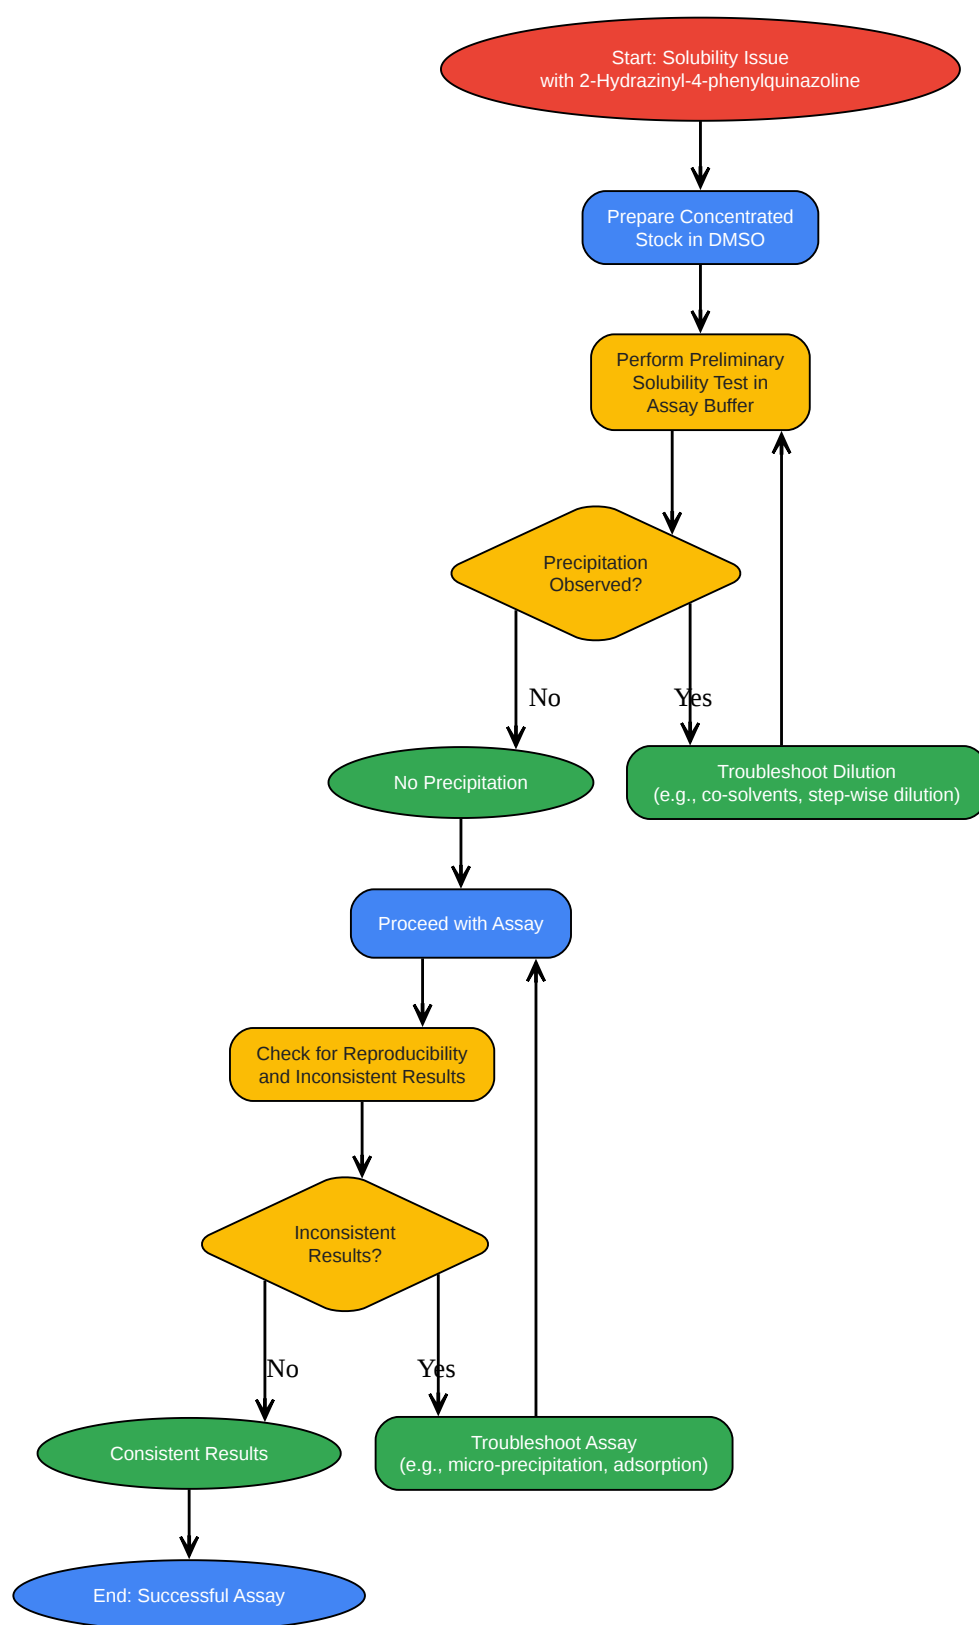 Start: Solubility Issue
with 2-Hydrazinyl-4-phenylquinazoline
Prepare Concentrated
Stock in DMSO
Perform Preliminary
Solubility Test in
Assay Buffer
Precipitation
Observed?
No
Yes
No Precipitation
Troubleshoot Dilution
(e.g., co-solvents, step-wise dilution)
Proceed with Assay
Check for Reproducibility
and Inconsistent Results
Inconsistent
Results?
No
Yes
Consistent Results
Troubleshoot Assay
(e.g., micro-precipitation, adsorption)
End: Successful Assay